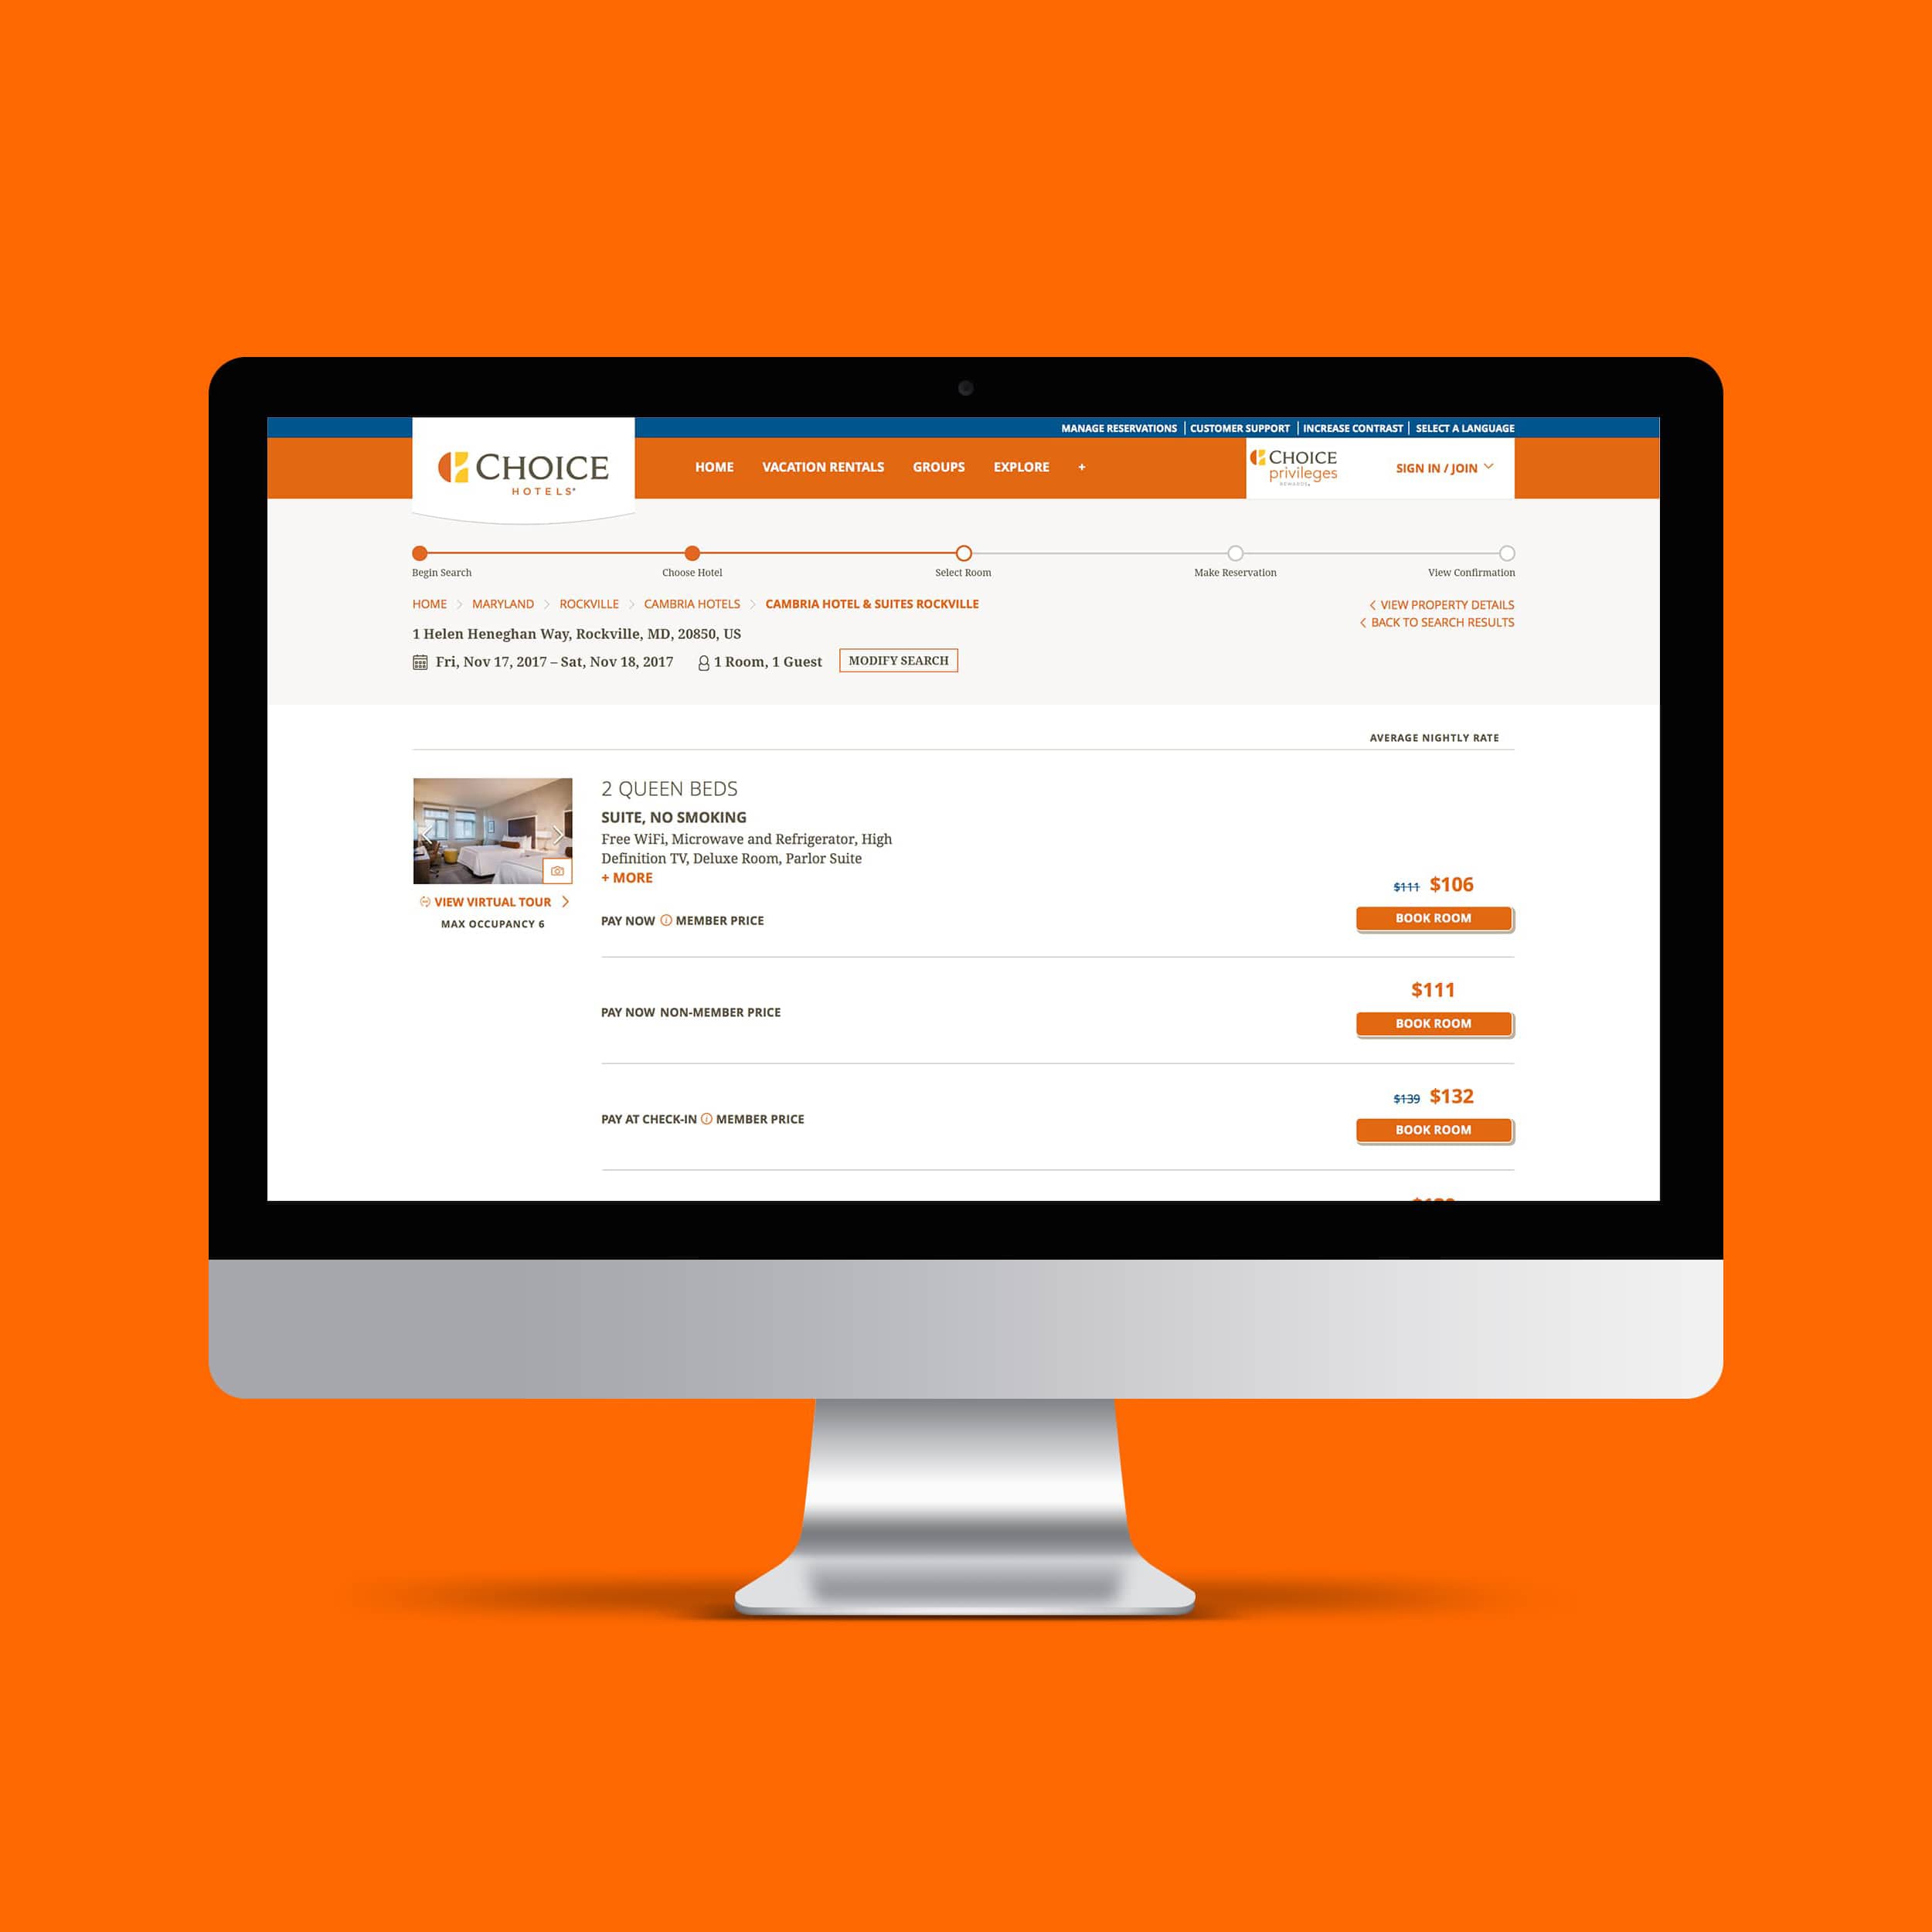 MANAGE RESERVATIONS | CUSTOMER SUPPORT | INCREASE CONTRAST | SELECT A LANGUAGE
CHOICE
HOTELS
HOME VACATION RENTALS GROUPS EXPLORE +
CHOICE
privileges
REWARDS
SIGN IN / JOIN
Begin Search Choose Hotel Select Room Make Reservation View Confirmation
HOME > MARYLAND > ROCKVILLE > CAMBRIA HOTELS > CAMBRIA HOTEL & SUITES ROCKVILLE
< VIEW PROPERTY DETAILS
< BACK TO SEARCH RESULTS
1 Helen Heneghan Way, Rockville, MD, 20850, US
Fri, Nov 17, 2017 – Sat, Nov 18, 2017 1 Room, 1 Guest MODIFY SEARCH
AVERAGE NIGHTLY RATE
VIEW VIRTUAL TOUR >
MAX OCCUPANCY 6
2 QUEEN BEDS
SUITE, NO SMOKING
Free WiFi, Microwave and Refrigerator, High
Definition TV, Deluxe Room, Parlor Suite
+ MORE
PAY NOW MEMBER PRICE
$111 $106
BOOK ROOM
PAY NOW NON-MEMBER PRICE
$111
BOOK ROOM
PAY AT CHECK-IN MEMBER PRICE
$139 $132
BOOK ROOM